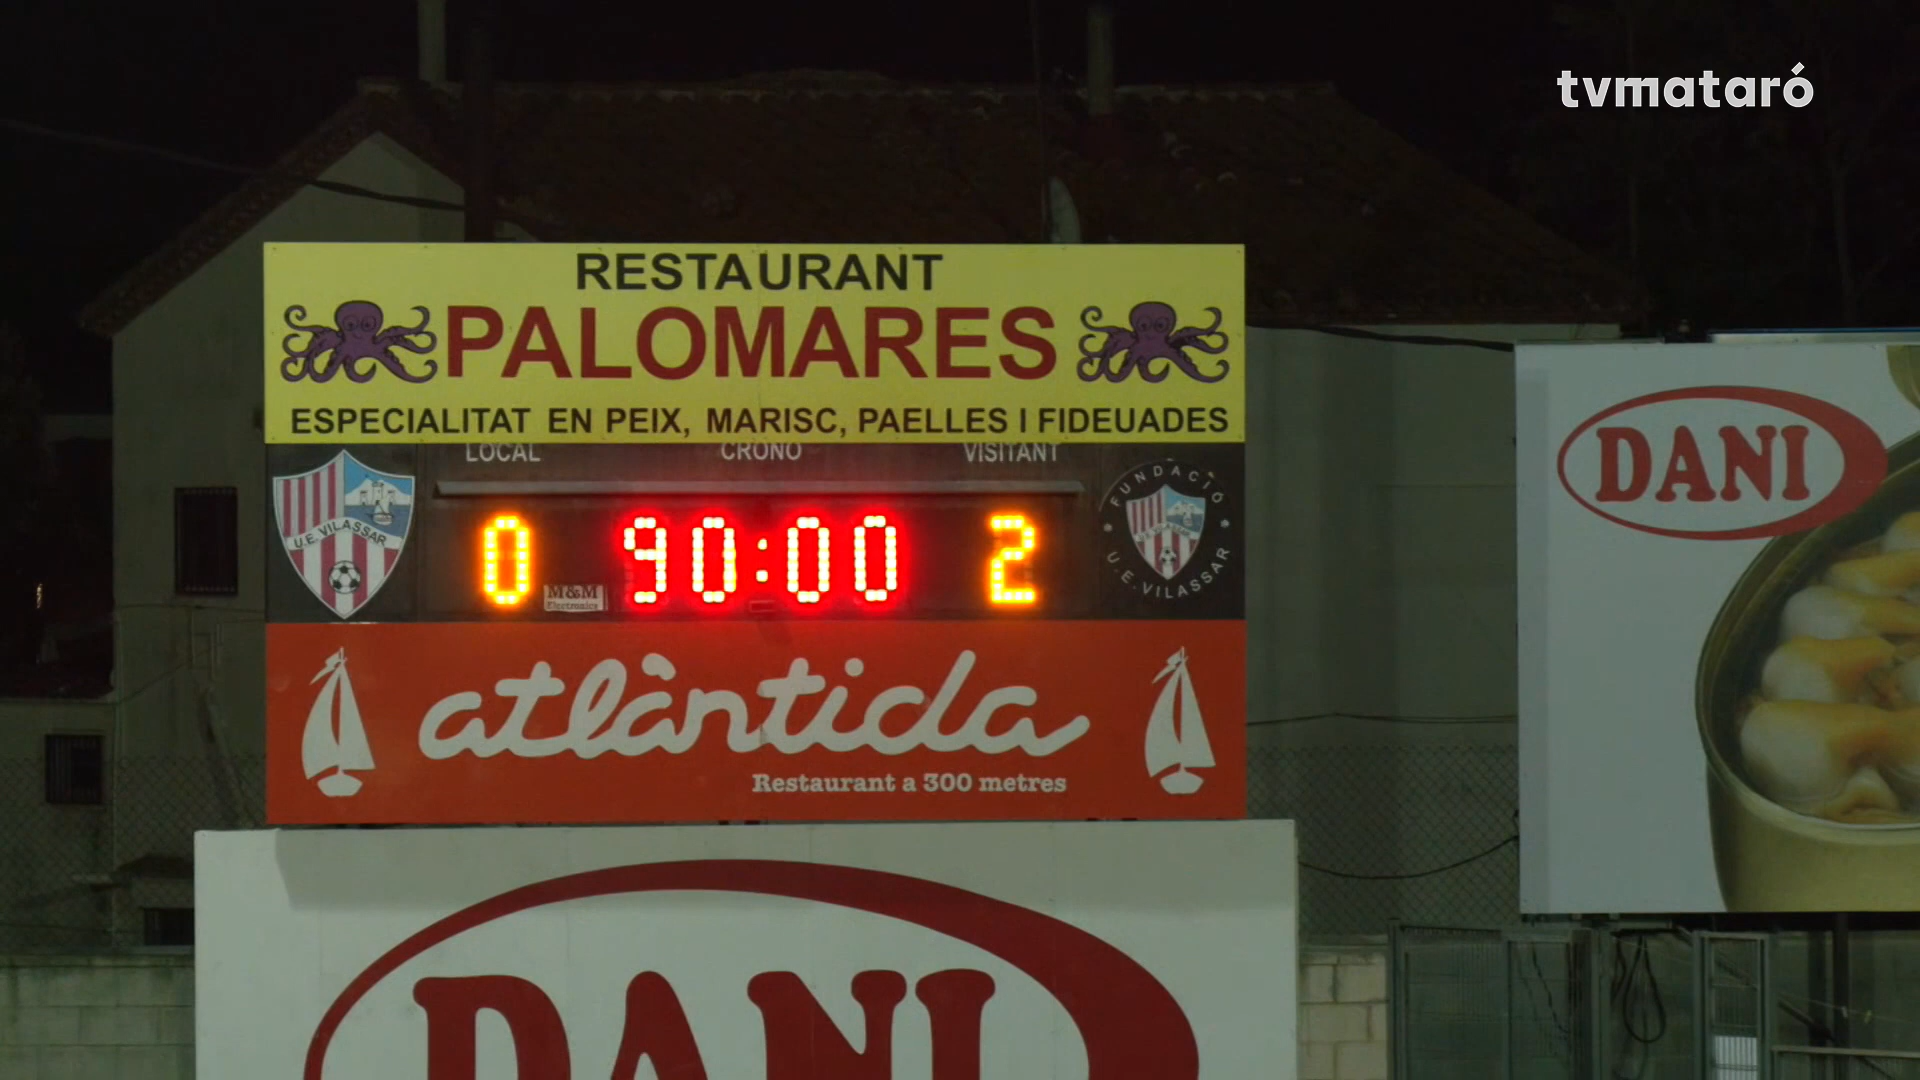 tvmataró
RESTAURANT
PALOMARES
ESPECIALITAT EN PEIX, MARISC, PAELLES I FIDEUADES
LOCAL CRONO VISITANT
U.E. VILASSAR
0 90:00 2
M&M
Electronics
FUNDACIÓ
U.E. VILASSAR
atlàntida
Restaurant a 300 metres
DANI
DANI